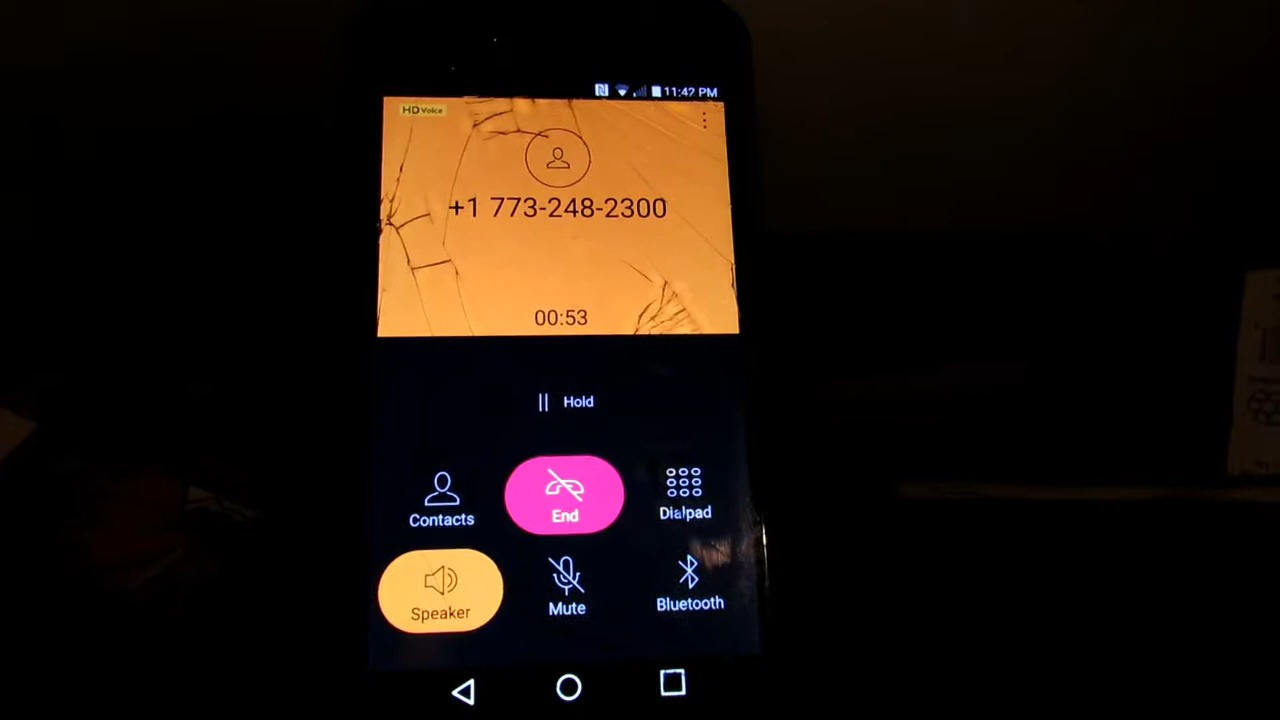 11:42 PM
HD Voice
+1 773-248-2300
00:53
Hold
Contacts
End
Dialpad
Speaker
Mute
Bluetooth